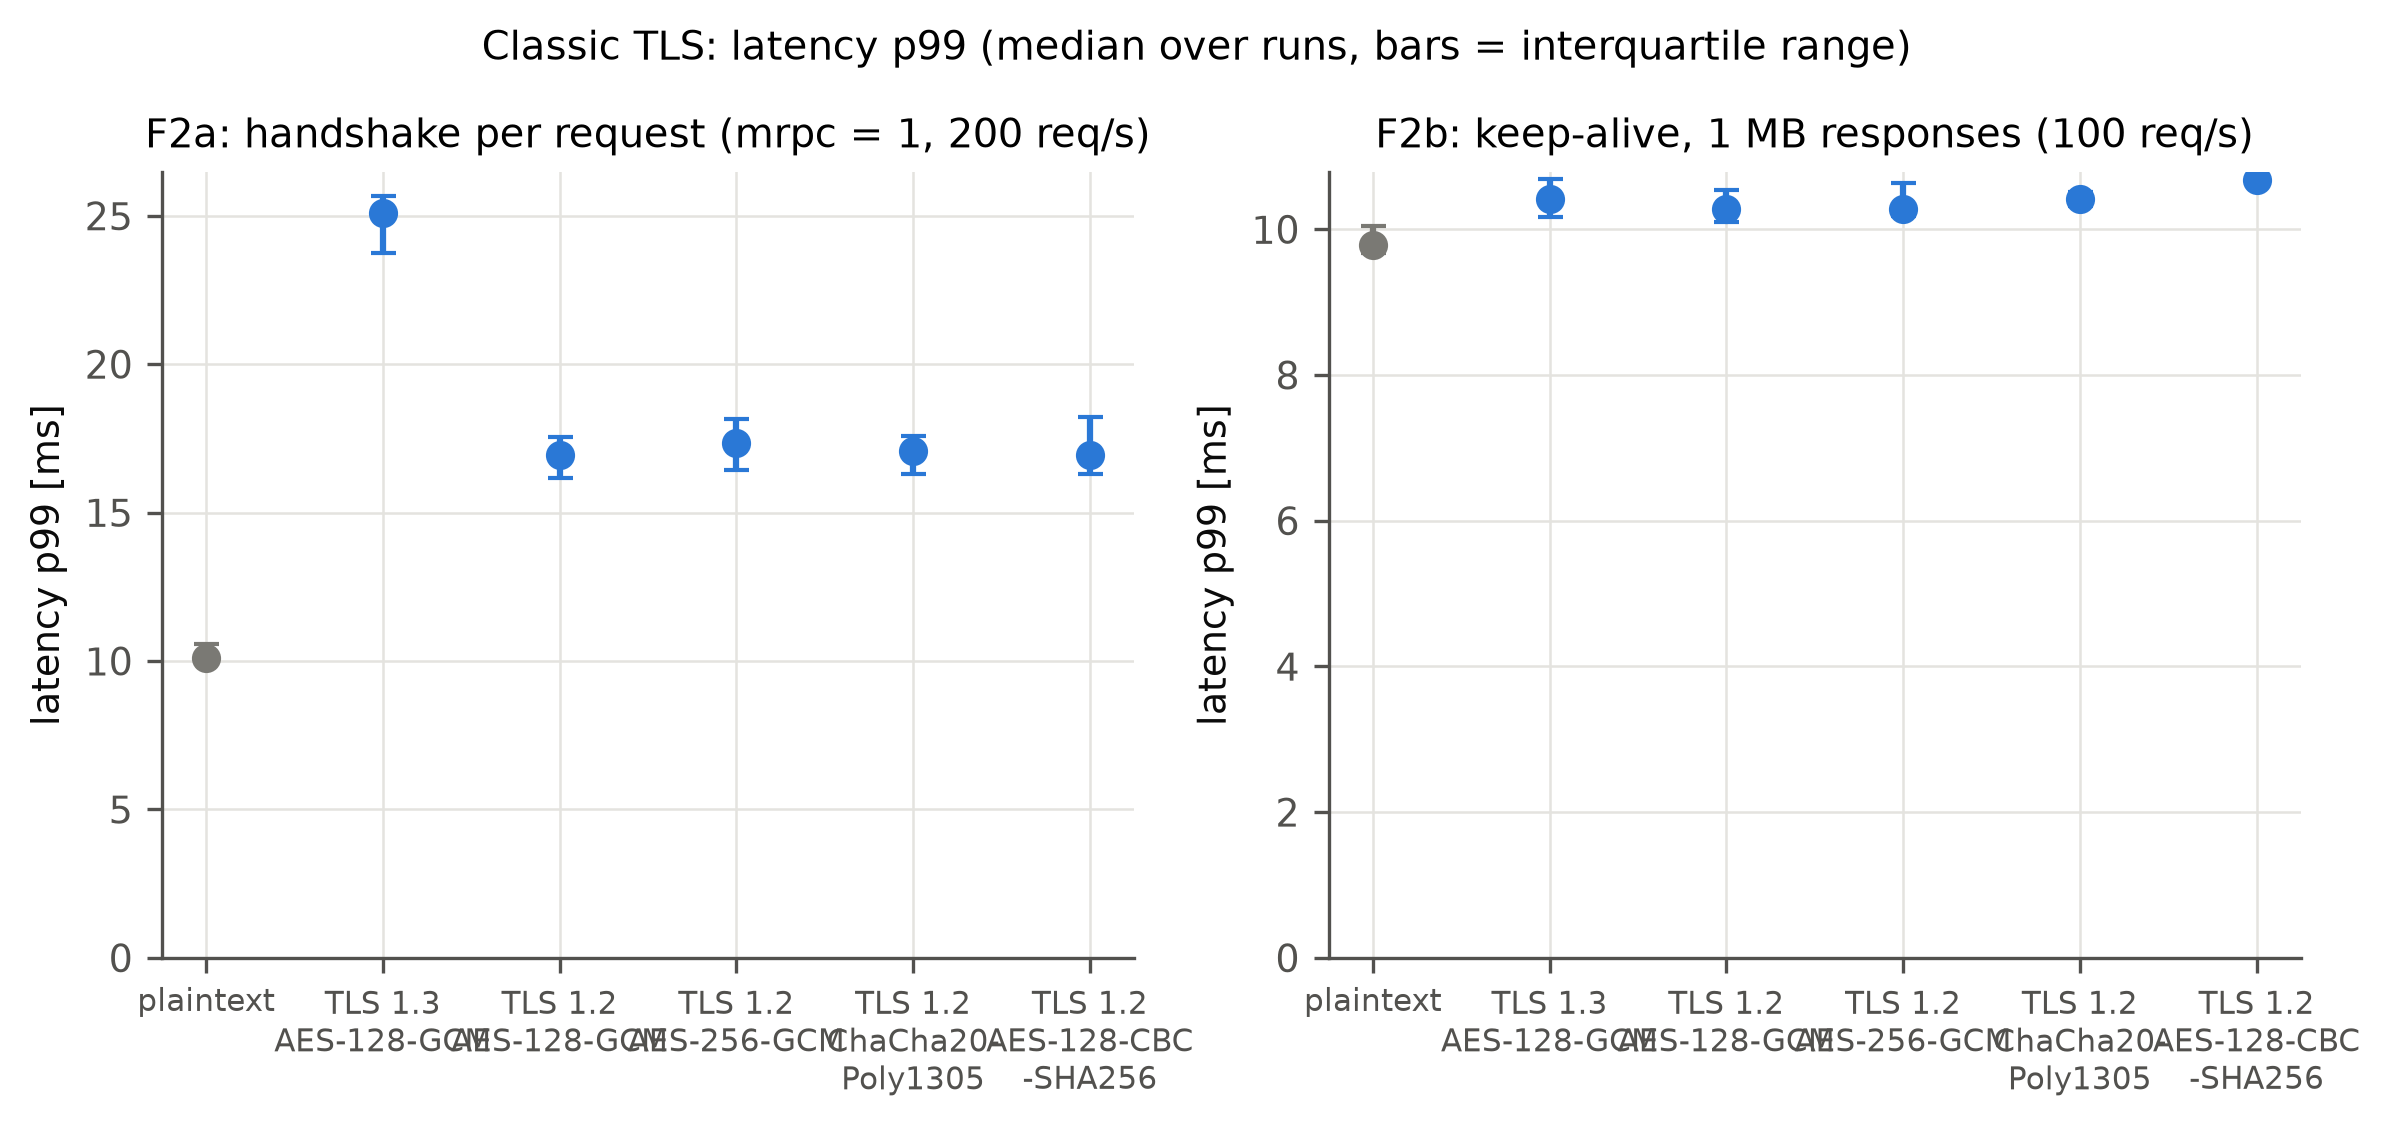 Classic TLS: latency p99 (median over runs, bars = interquartile range)
F2a: handshake per request (mrpc = 1, 200 req/s)
latency p99 [ms]
25
20
15
10
5
0
plaintext
TLS 1.3
AES-128-GCM
TLS 1.2
AES-128-GCM
TLS 1.2
AES-256-GCM
TLS 1.2
ChaCha20-
Poly1305
TLS 1.2
AES-128-CBC
-SHA256
F2b: keep-alive, 1 MB responses (100 req/s)
latency p99 [ms]
10
8
6
4
2
0
plaintext
TLS 1.3
AES-128-GCM
TLS 1.2
AES-128-GCM
TLS 1.2
AES-256-GCM
TLS 1.2
ChaCha20-
Poly1305
TLS 1.2
AES-128-CBC
-SHA256